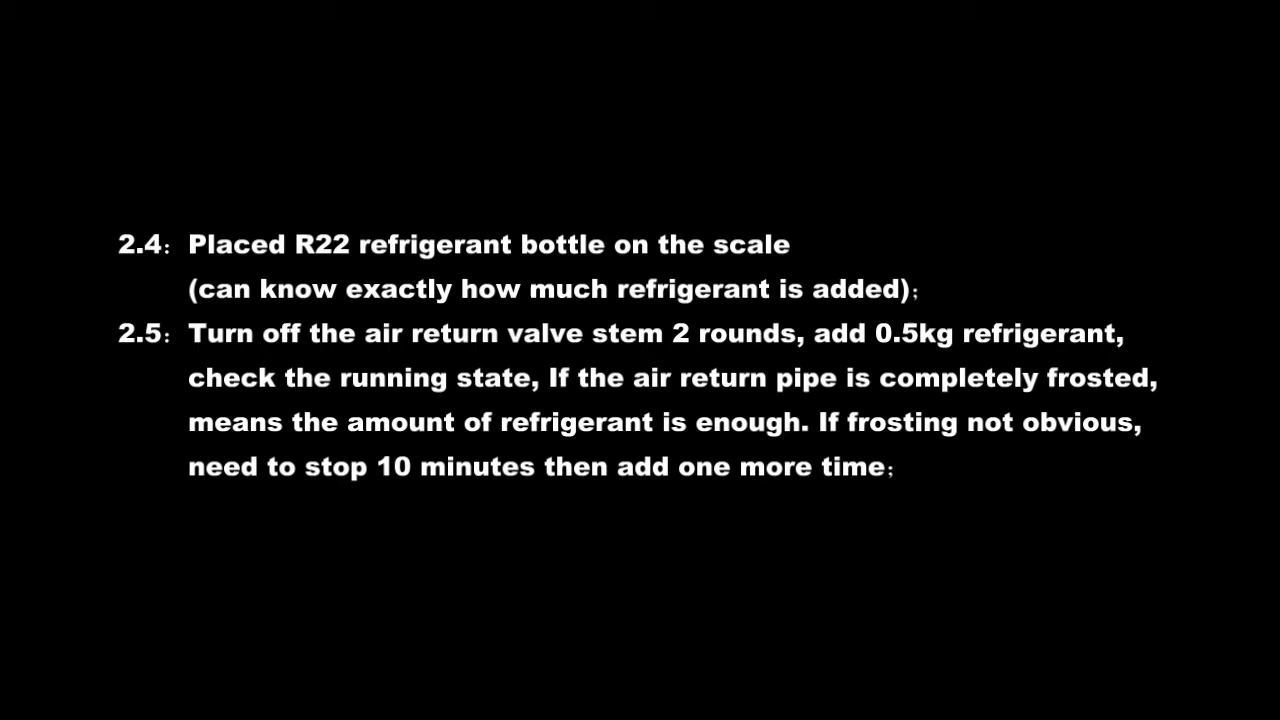 2.4： Placed R22 refrigerant bottle on the scale
(can know exactly how much refrigerant is added)；
2.5： Turn off the air return valve stem 2 rounds, add 0.5kg refrigerant,
check the running state, If the air return pipe is completely frosted,
means the amount of refrigerant is enough. If frosting not obvious,
need to stop 10 minutes then add one more time；